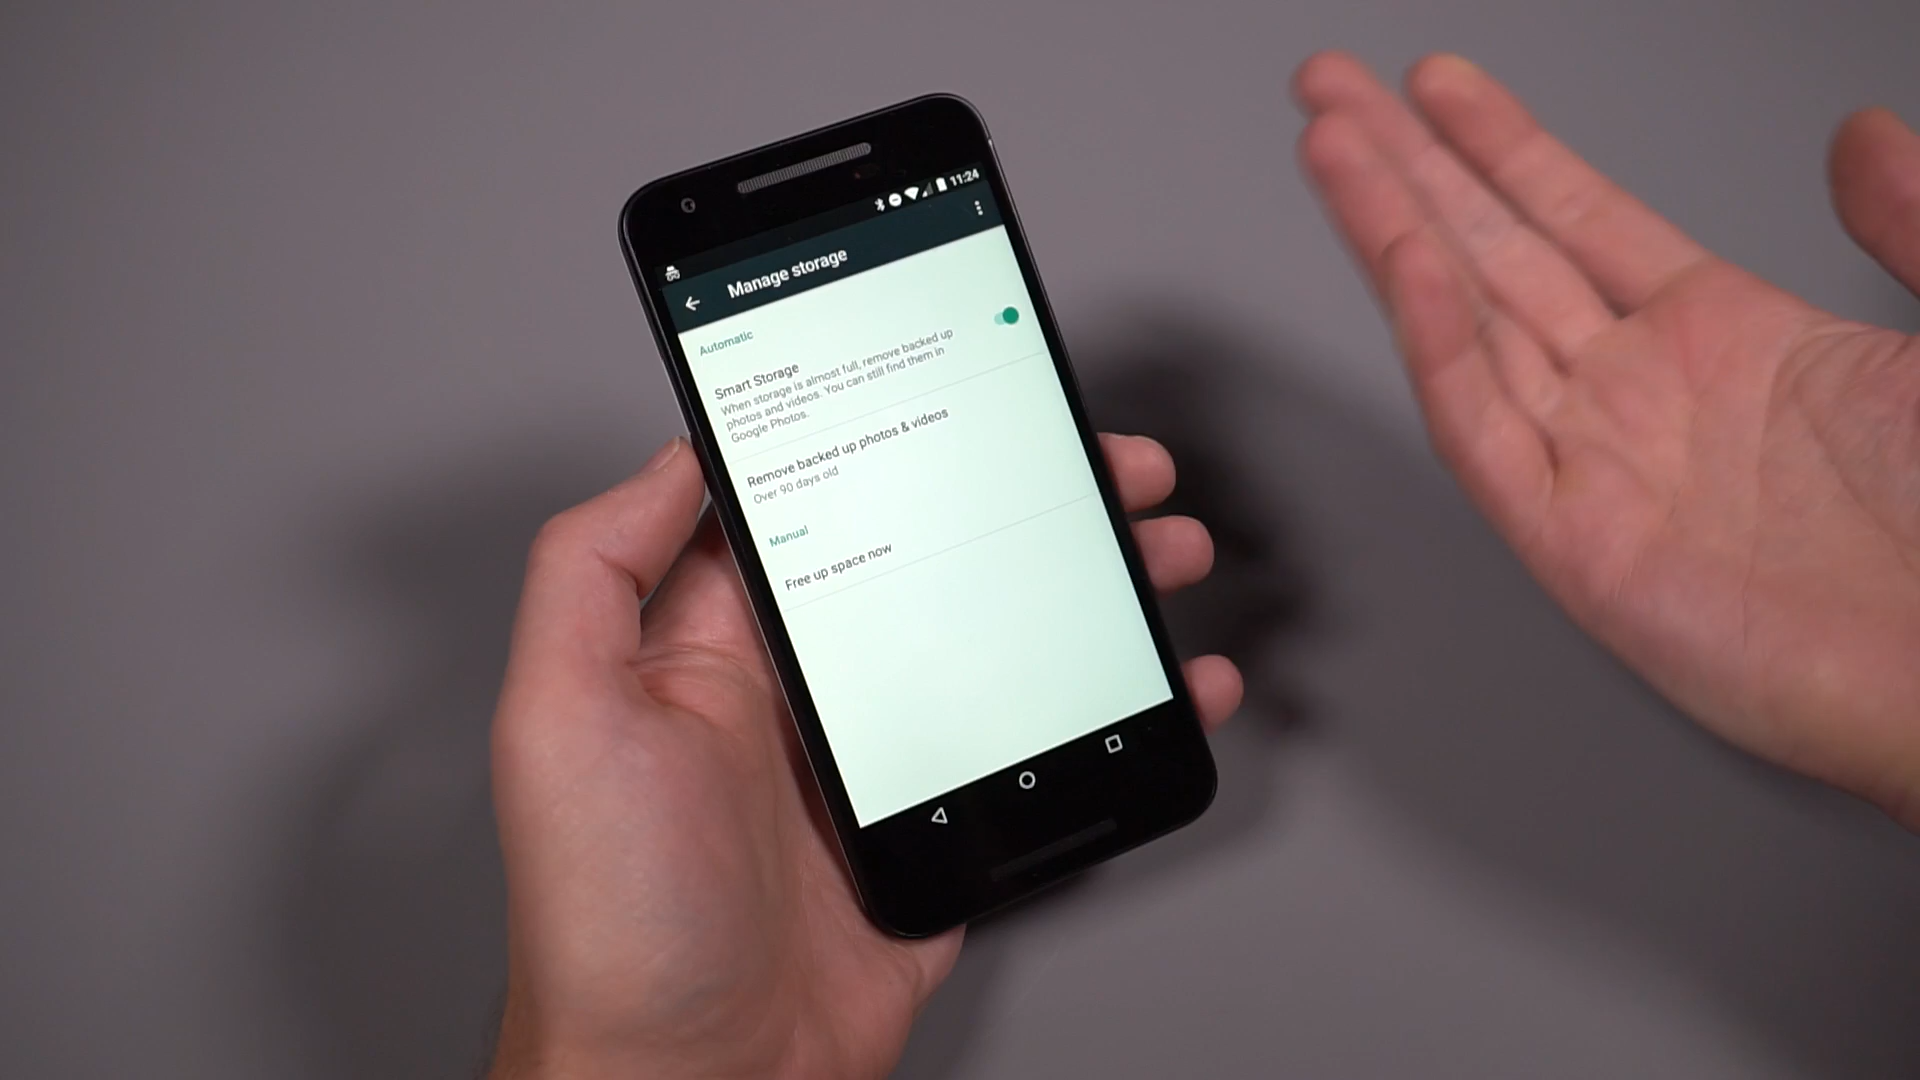 11:24
Manage storage
Automatic
Smart Storage
When storage is almost full, remove backed up
photos and videos. You can still find them in
Google Photos.
Remove backed up photos & videos
Over 90 days old
Manual
Free up space now